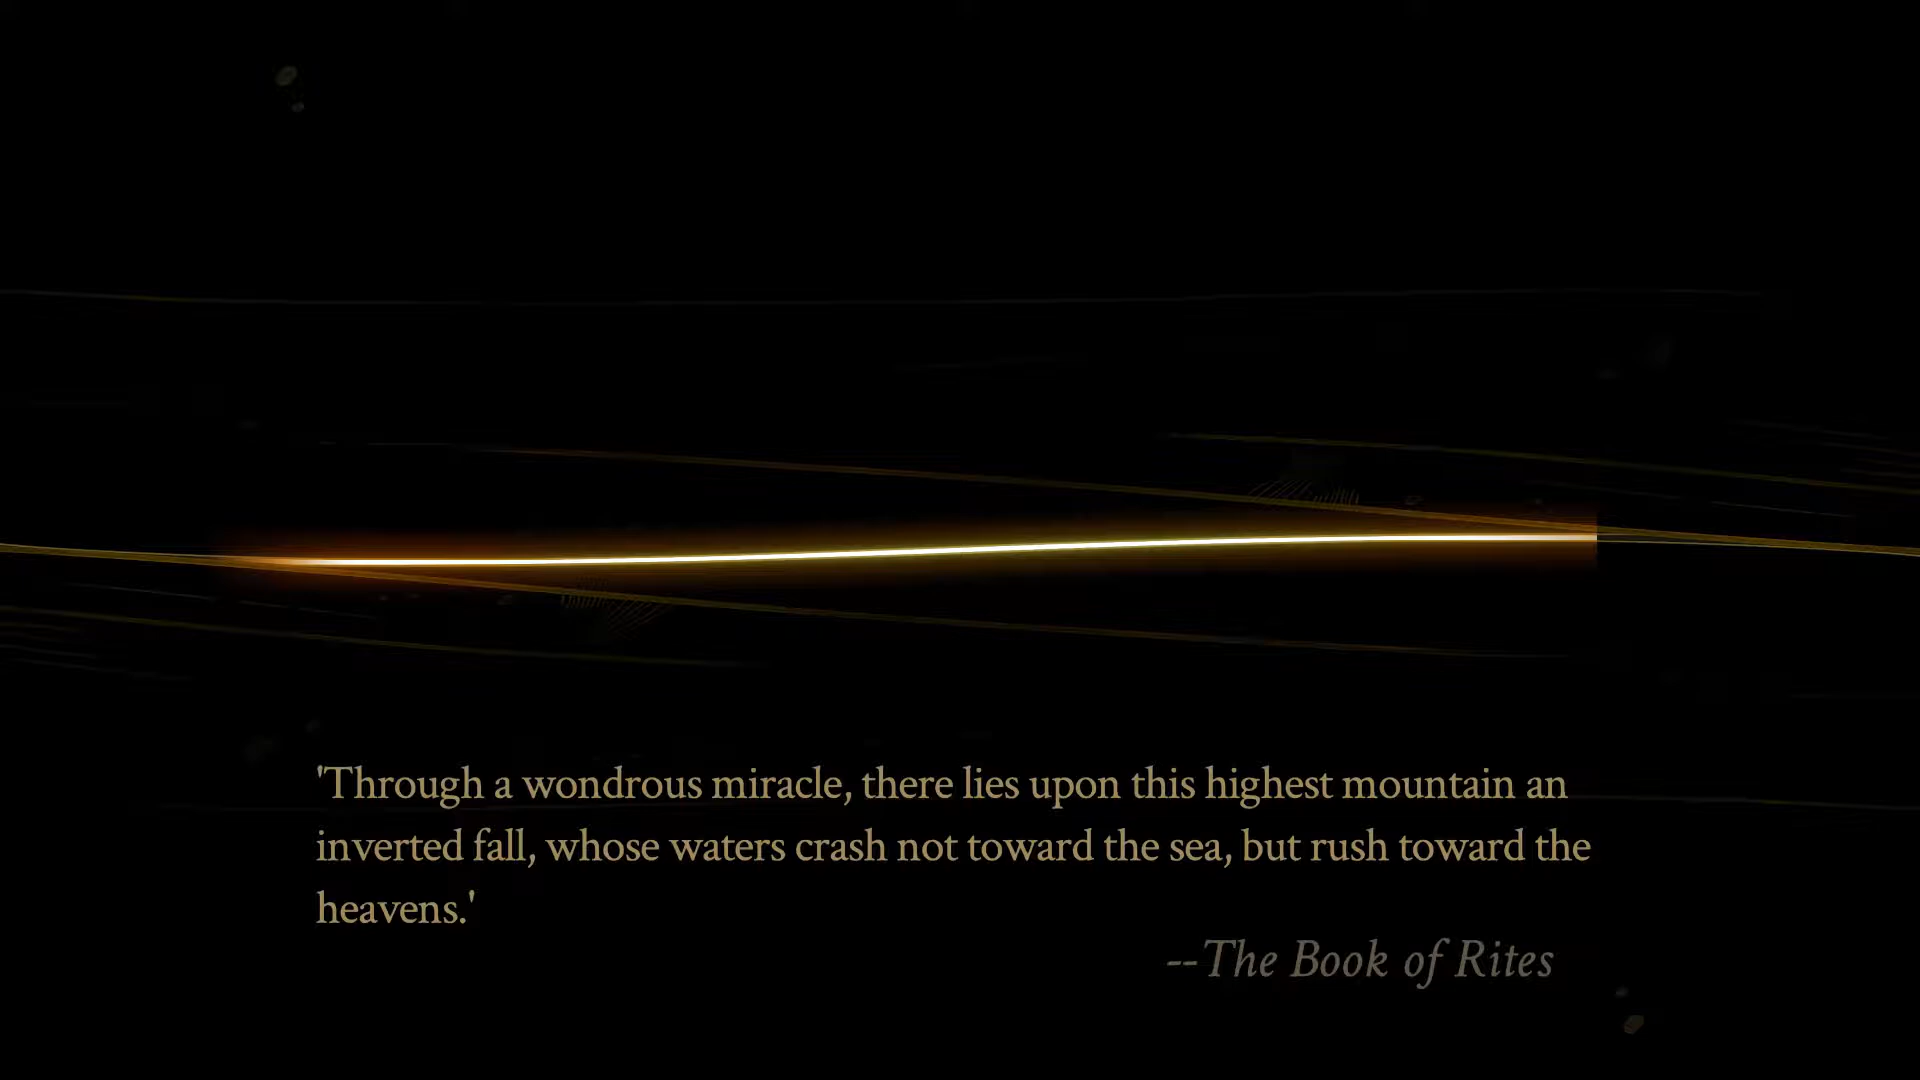 'Through a wondrous miracle, there lies upon this highest mountain an
inverted fall, whose waters crash not toward the sea, but rush toward the
heavens.'
--The Book of Rites